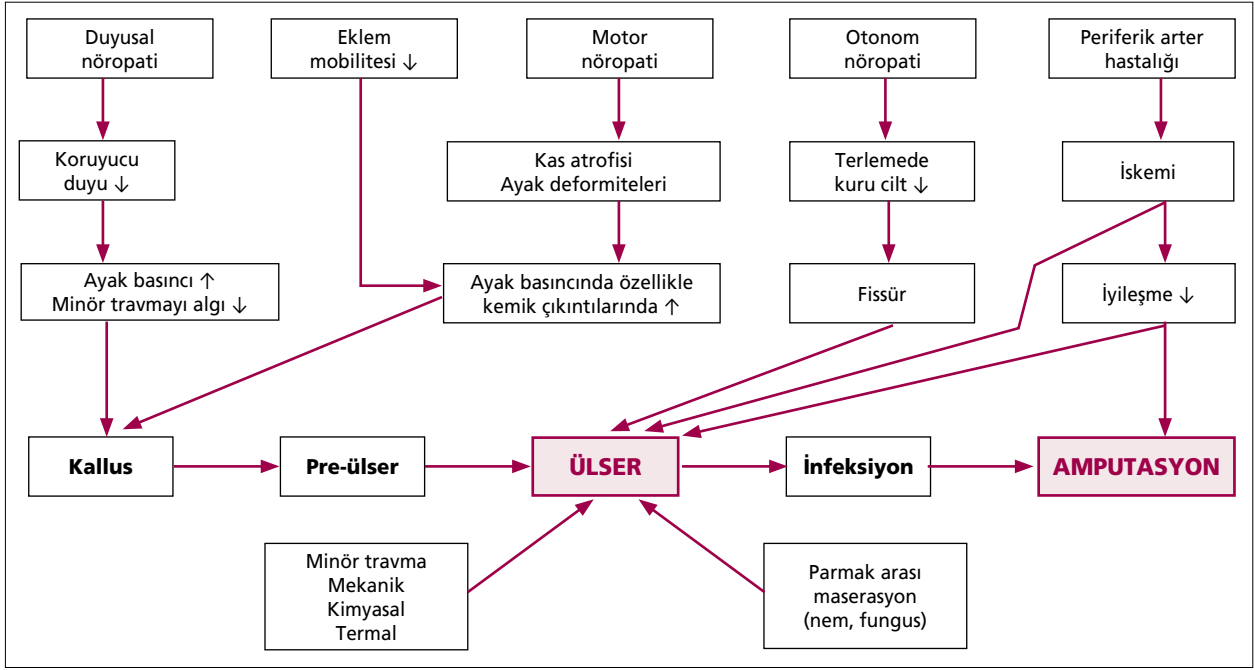 Duyusal
nöropati
Eklem
mobilitesi ↓
Motor
nöropati
Otonom
nöropati
Periferik arter
hastalığı
Koruyucu
duyu ↓
Kas atrofisi
Ayak deformiteleri
Terlemede
kuru cilt ↓
İskemi
Ayak basıncı ↑
Minör travmayı algı ↓
Ayak basıncında özellikle
kemik çıkıntılarında ↑
Fissür
İyileşme ↓
Kallus
Pre-ülser
ÜLSER
İnfeksiyon
AMPUTASYON
Minör travma
Mekanik
Kimyasal
Termal
Parmak arası
maserasyon
(nem, fungus)